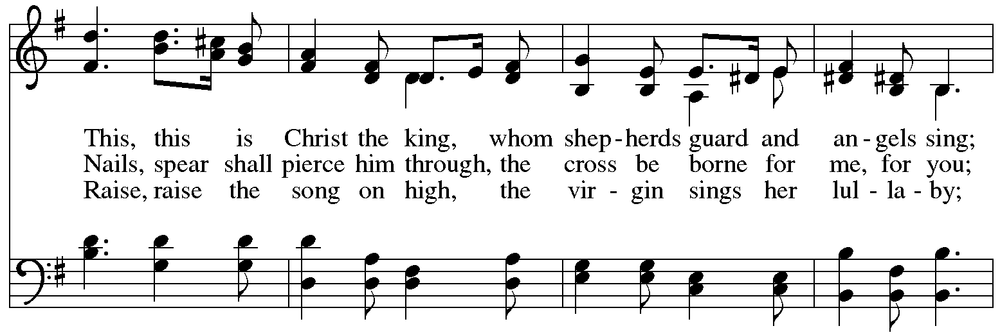 This, this is Christ the king, whom shep-herds guard and an-gels sing;
Nails, spear shall pierce him through, the cross be borne for me, for you;
Raise, raise the song on high, the vir - gin sings her lul - la - by;